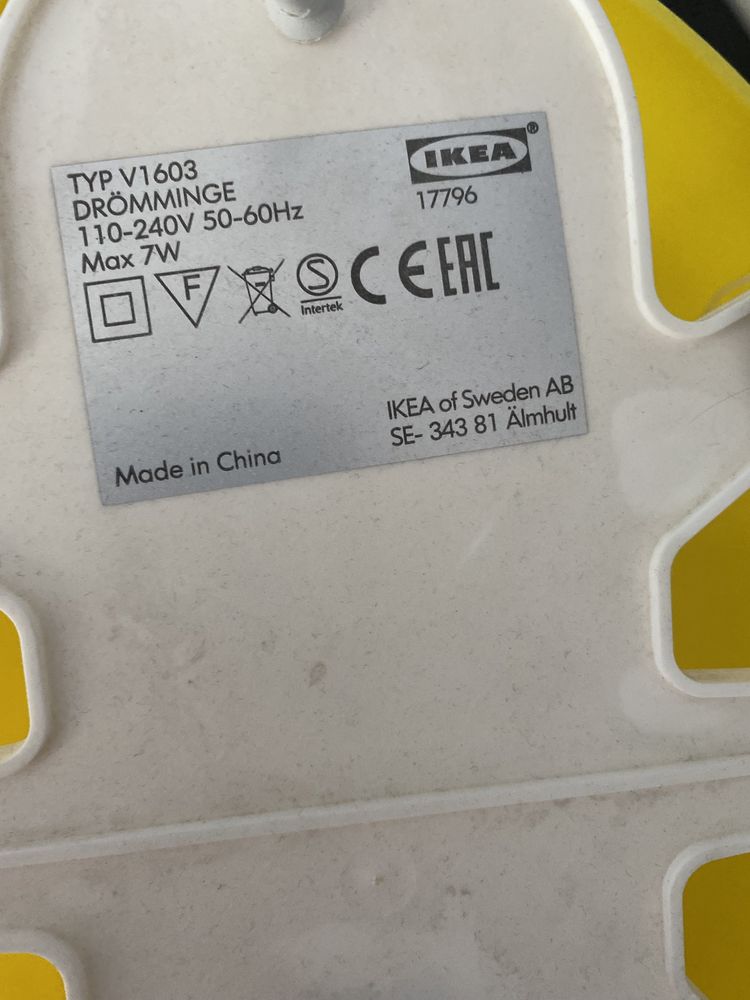 TYP V1603
DRÖMMINGE
110-240V 50-60Hz
Max 7W
IKEA®
17796
F
S
Intertek
CE
EAC
IKEA of Sweden AB
SE- 343 81 Älmhult
Made in China